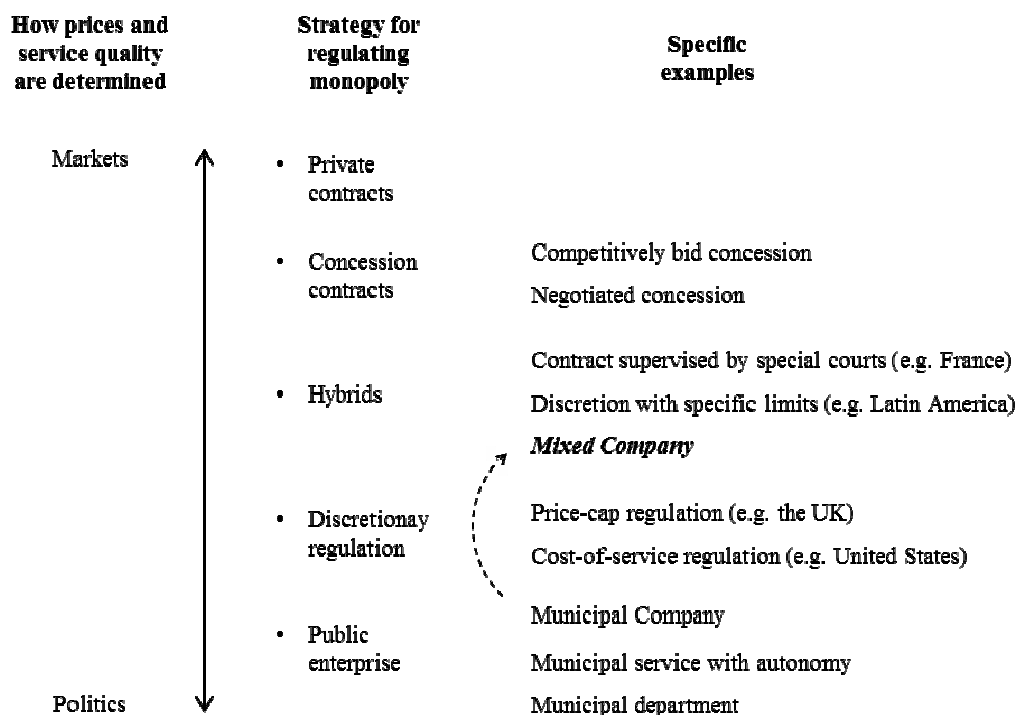 How prices and
service quality
are determined
Strategy for
regulating
monopoly
Specific
examples
Markets
• Private
contracts
• Concession
contracts
Competitively bid concession
Negotiated concession
• Hybrids
Contract supervised by special courts (e.g. France)
Discretion with specific limits (e.g. Latin America)
Mixed Company
• Discretionay
regulation
Price-cap regulation (e.g. the UK)
Cost-of-service regulation (e.g. United States)
• Public
enterprise
Municipal Company
Municipal service with autonomy
Municipal department
Politics